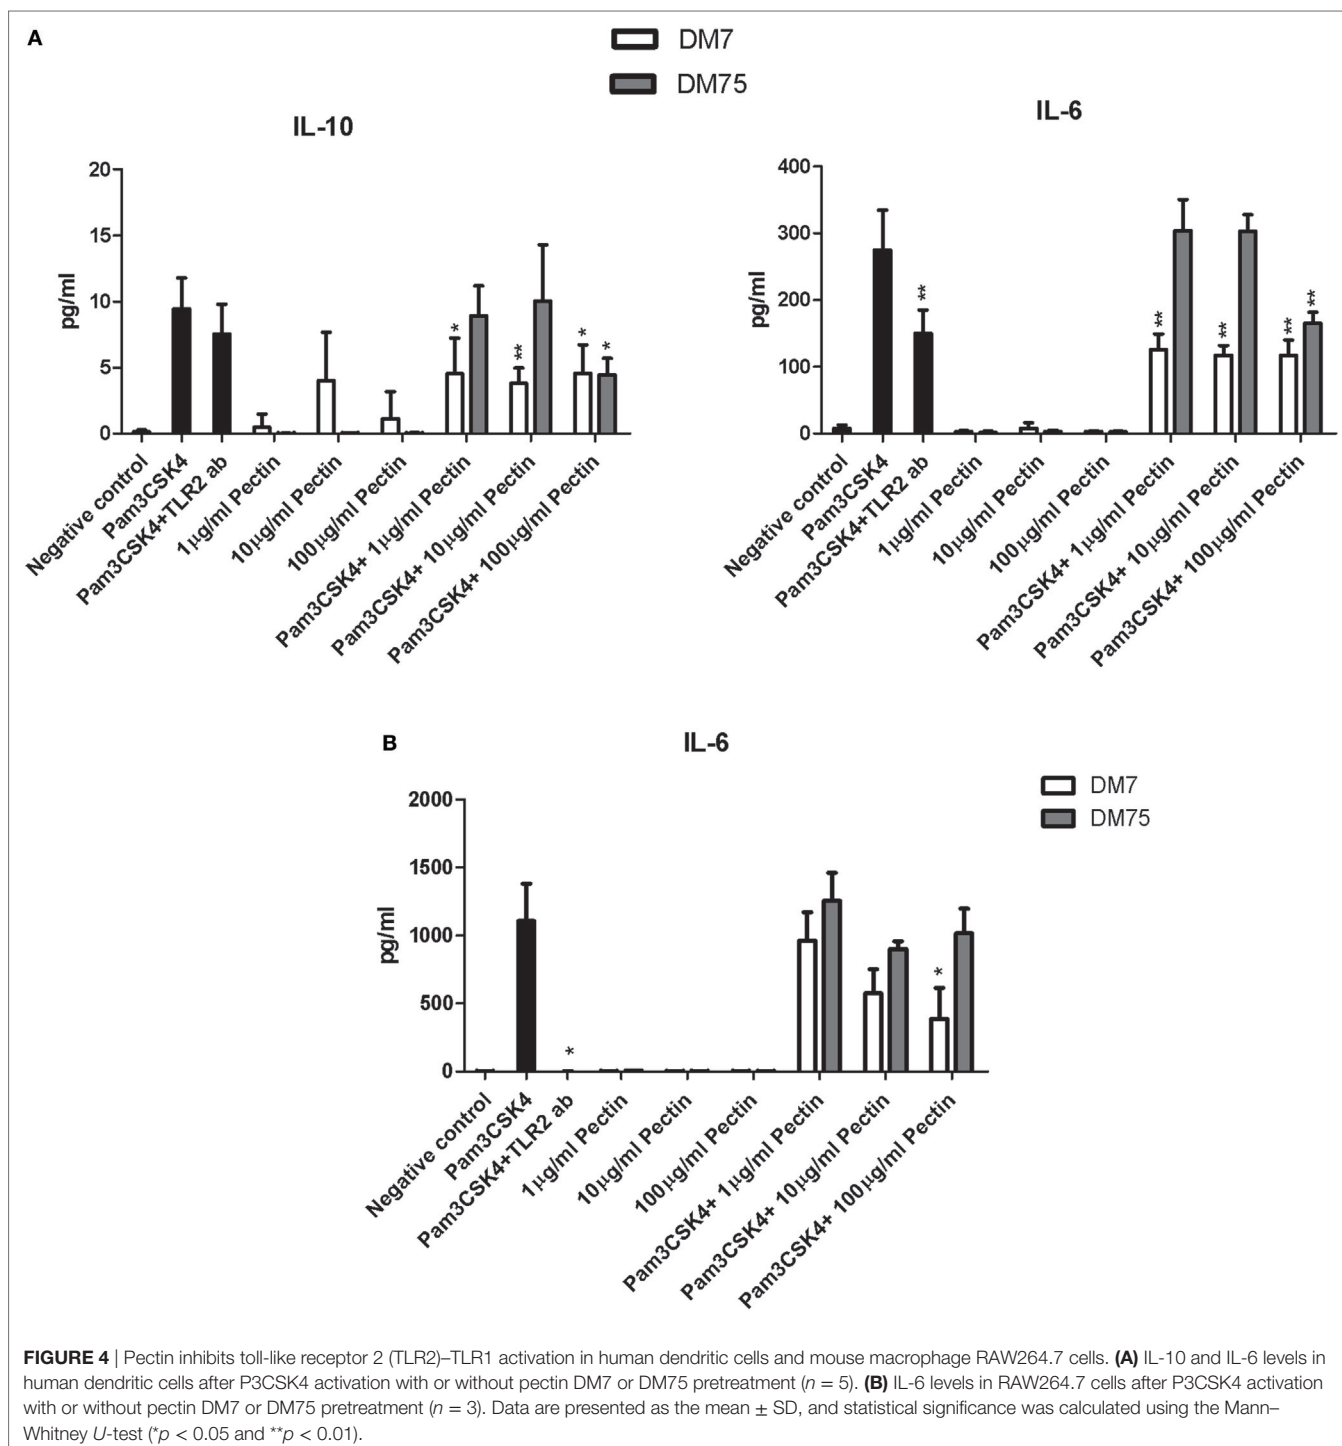 A
DM7
DM75
IL-10
20
15
10
5
0
pg/ml
Negative control
Pam3CSK4
Pam3CSK4+TLR2 ab
1µg/ml Pectin
10µg/ml Pectin
100µg/ml Pectin
Pam3CSK4+ 1µg/ml Pectin
Pam3CSK4+ 10µg/ml Pectin
Pam3CSK4+ 100µg/ml Pectin
*
**
*
*
IL-6
400
300
200
100
0
pg/ml
Negative control
Pam3CSK4
Pam3CSK4+TLR2 ab
1µg/ml Pectin
10µg/ml Pectin
100µg/ml Pectin
Pam3CSK4+ 1µg/ml Pectin
Pam3CSK4+ 10µg/ml Pectin
Pam3CSK4+ 100µg/ml Pectin
**
**
**
**
**
B
IL-6
DM7
DM75
2000
1500
1000
500
0
pg/ml
Negative control
Pam3CSK4
Pam3CSK4+TLR2 ab
1µg/ml Pectin
10µg/ml Pectin
100µg/ml Pectin
Pam3CSK4+ 1µg/ml Pectin
Pam3CSK4+ 10µg/ml Pectin
Pam3CSK4+ 100µg/ml Pectin
*
*
FIGURE 4 | Pectin inhibits toll-like receptor 2 (TLR2)–TLR1 activation in human dendritic cells and mouse macrophage RAW264.7 cells. (A) IL-10 and IL-6 levels in
human dendritic cells after P3CSK4 activation with or without pectin DM7 or DM75 pretreatment (n = 5). (B) IL-6 levels in RAW264.7 cells after P3CSK4 activation
with or without pectin DM7 or DM75 pretreatment (n = 3). Data are presented as the mean ± SD, and statistical significance was calculated using the Mann–
Whitney U-test (*p < 0.05 and **p < 0.01).